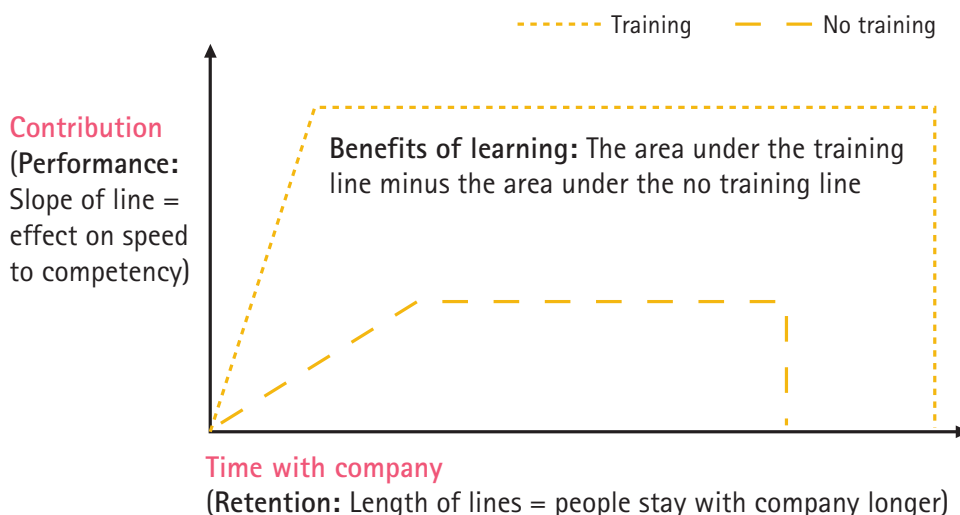 Training
No training
Contribution
(Performance:
Slope of line =
effect on speed
to competency)
Benefits of learning: The area under the training
line minus the area under the no training line
Time with company
(Retention: Length of lines = people stay with company longer)